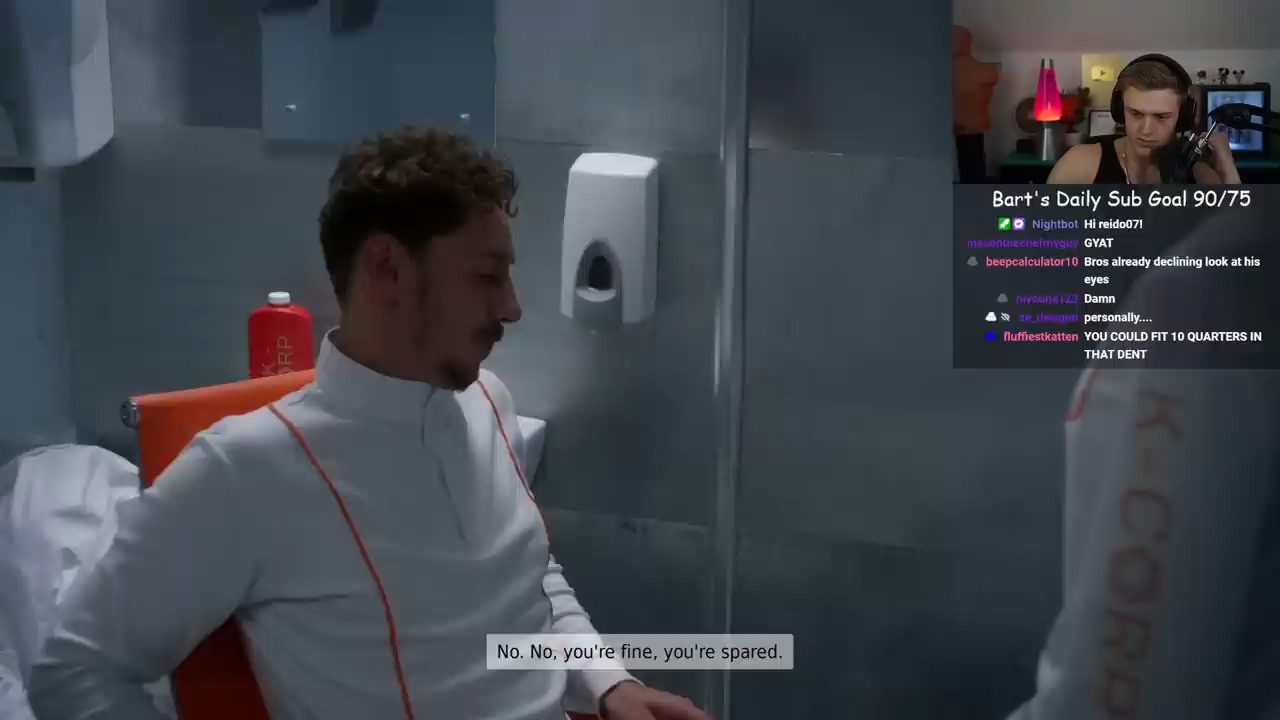 Bart's Daily Sub Goal 90/75
Nightbot Hi reido07!
GYAT
beepcalculator10 Bros already declining look at his
eyes
Damn
personally....
fluffiestkatten YOU COULD FIT 10 QUARTERS IN
THAT DENT
K-
ORP
K-CORP
No. No, you're fine, you're spared.